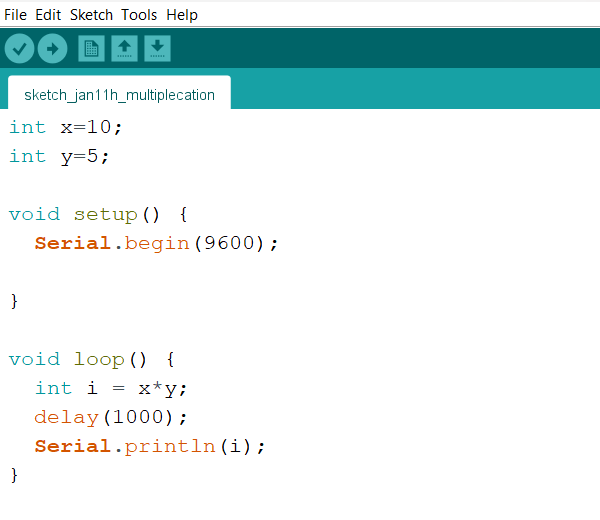 File Edit Sketch Tools Help
sketch_jan11h_multiplecation
int x=10;
int y=5;
void setup() {
  Serial.begin(9600);
}
void loop() {
  int i = x*y;
  delay(1000);
  Serial.println(i);
}